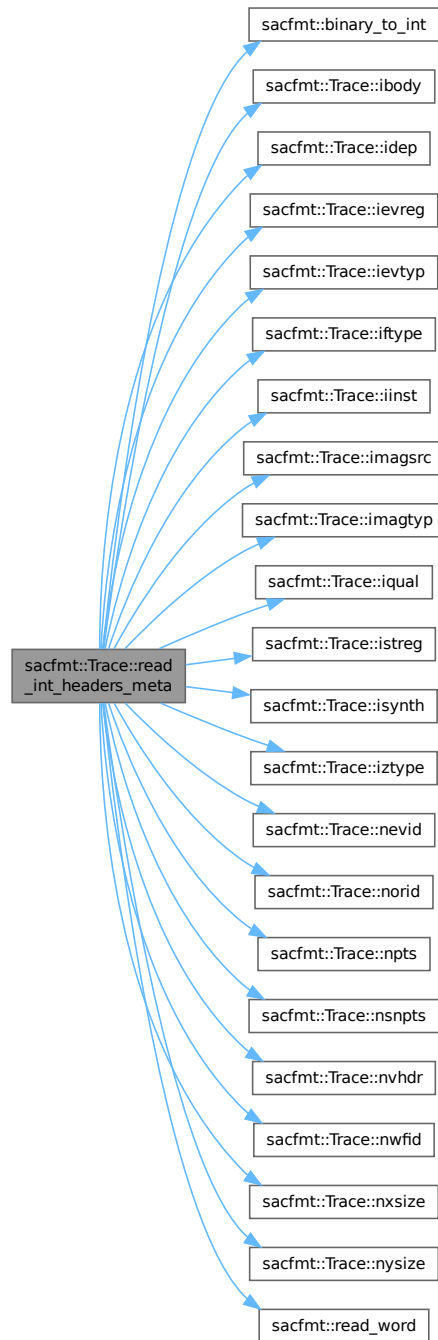 sacfmt::binary_to_int
sacfmt::Trace::ibody
sacfmt::Trace::idep
sacfmt::Trace::ievreg
sacfmt::Trace::ievtyp
sacfmt::Trace::iftype
sacfmt::Trace::iinst
sacfmt::Trace::imagsrc
sacfmt::Trace::imagtyp
sacfmt::Trace::iqual
sacfmt::Trace::read
_int_headers_meta
sacfmt::Trace::istreg
sacfmt::Trace::isynth
sacfmt::Trace::iztype
sacfmt::Trace::nevid
sacfmt::Trace::norid
sacfmt::Trace::npts
sacfmt::Trace::nsnpts
sacfmt::Trace::nvhdr
sacfmt::Trace::nwfid
sacfmt::Trace::nxsize
sacfmt::Trace::nysize
sacfmt::read_word